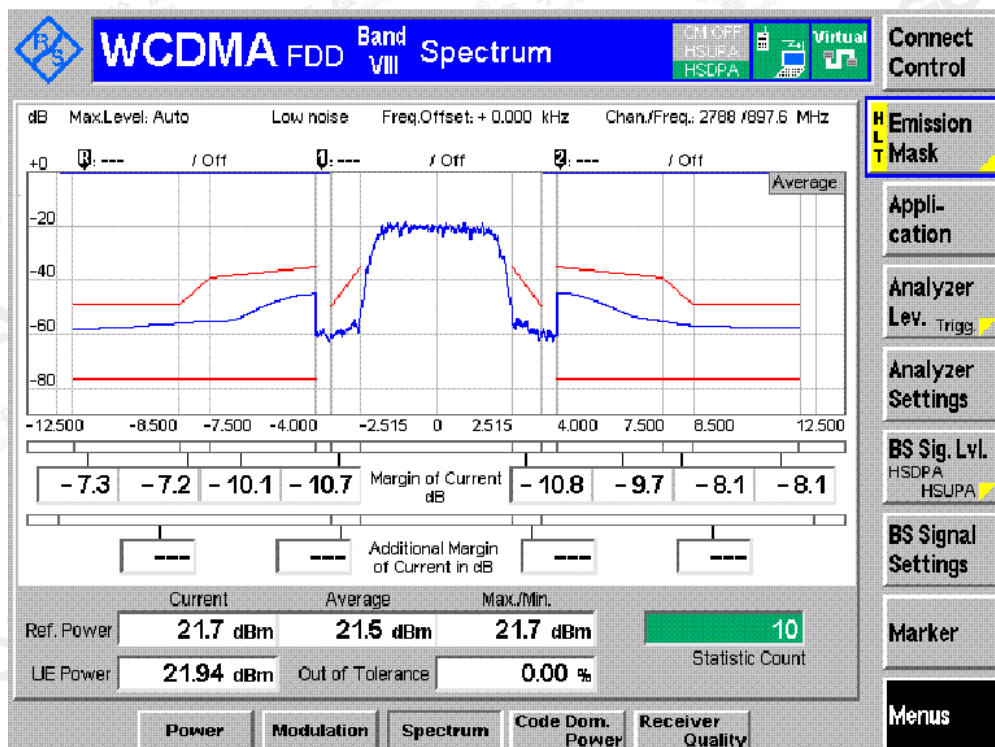 R S
WCDMA FDD Band VIII Spectrum
CM OFF
HSUPA
HSDPA
Virtual
Connect Control
dB Max.Level: Auto Low noise Freq.Offset: + 0.000 kHz Chan./Freq.: 2788 /897.6 MHz
HLT Emission Mask
R: --- / Off 1: --- / Off 2: --- / Off
+0
Average
Appli-
cation
-20
-40
-60
-80
Analyzer
Lev. Trigg.
Analyzer
Settings
-12.500 -8.500 -7.500 -4.000 -2.515 0 2.515 4.000 7.500 8.500 12.500
BS Sig. Lvl.
HSDPA
HSUPA
- 7.3 - 7.2 - 10.1 - 10.7 Margin of Current dB - 10.8 - 9.7 - 8.1 - 8.1
--- --- Additional Margin of Current in dB --- ---
BS Signal
Settings
Current Average Max./Min.
Ref. Power 21.7 dBm 21.5 dBm 21.7 dBm 10
Statistic Count
UE Power 21.94 dBm Out of Tolerance 0.00 %
Marker
Menus
Power Modulation Spectrum Code Dom. Power Receiver Quality